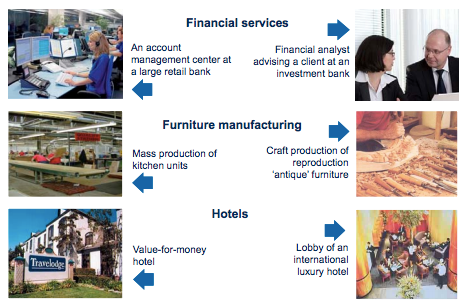 Financial services
An account
management center at
a large retail bank
Financial analyst
advising a client at an
investment bank
Furniture manufacturing
Mass production of
kitchen units
Craft production of
reproduction
'antique' furniture
Hotels
Value-for-money
hotel
Lobby of an
international
luxury hotel
Travelodge